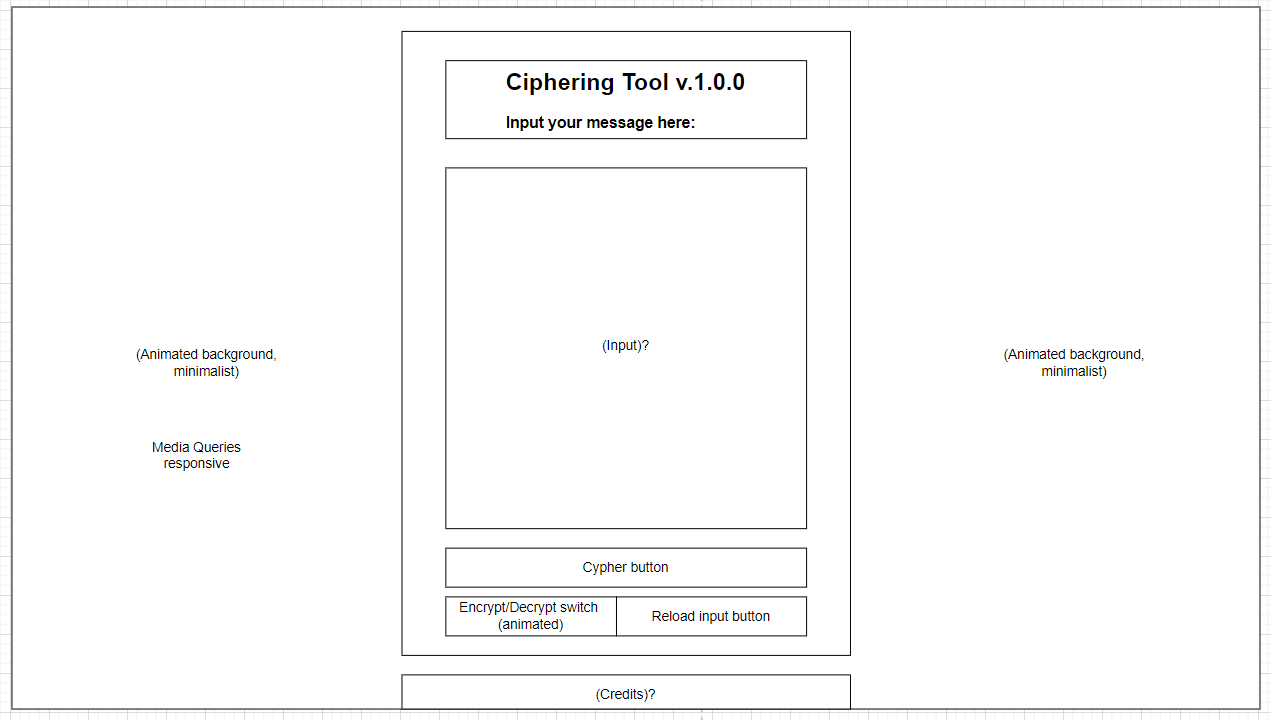 Ciphering Tool v.1.0.0
Input your message here:
(Input)?
(Animated background,
minimalist)
(Animated background,
minimalist)
Media Queries
responsive
Cypher button
Encrypt/Decrypt switch
(animated)
Reload input button
(Credits)?